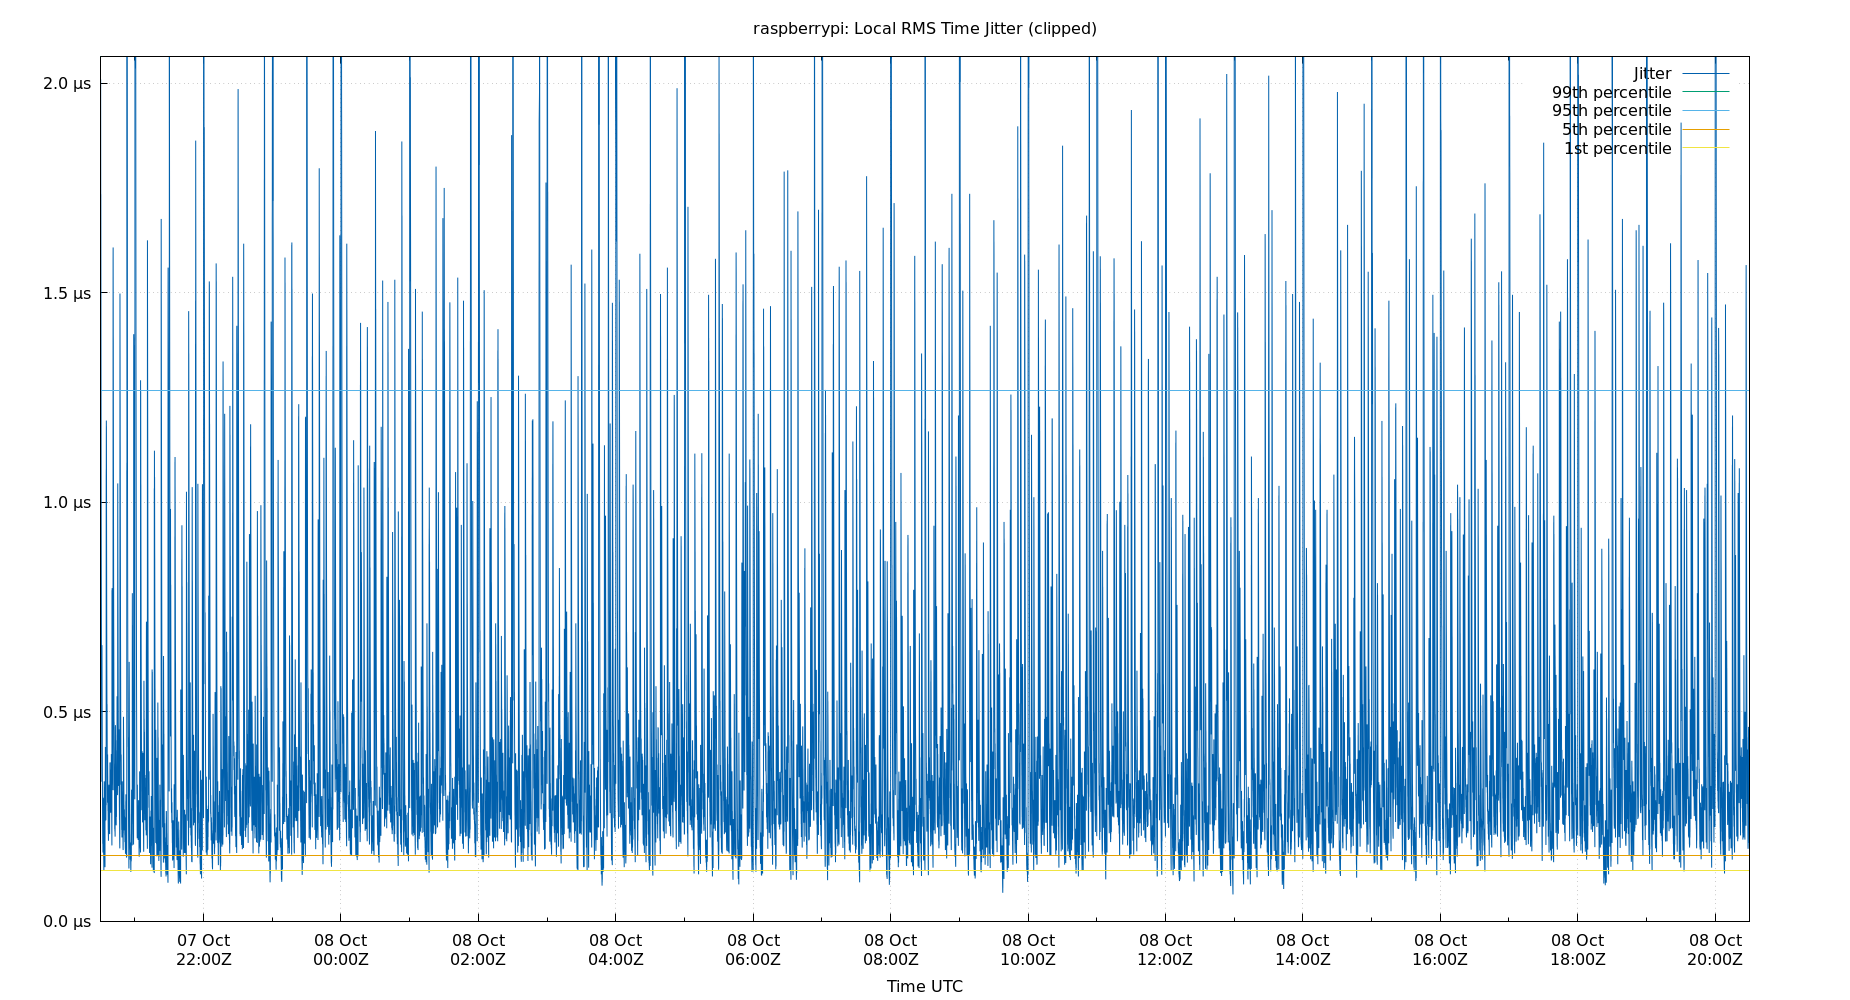 raspberrypi: Local RMS Time Jitter (clipped)
2.0 µs
1.5 µs
1.0 µs
0.5 µs
0.0 µs
Jitter
99th percentile
95th percentile
5th percentile
1st percentile
07 Oct 08 Oct 08 Oct 08 Oct 08 Oct 08 Oct 08 Oct 08 Oct 08 Oct 08 Oct 08 Oct 08 Oct
22:00Z 00:00Z 02:00Z 04:00Z 06:00Z 08:00Z 10:00Z 12:00Z 14:00Z 16:00Z 18:00Z 20:00Z
Time UTC